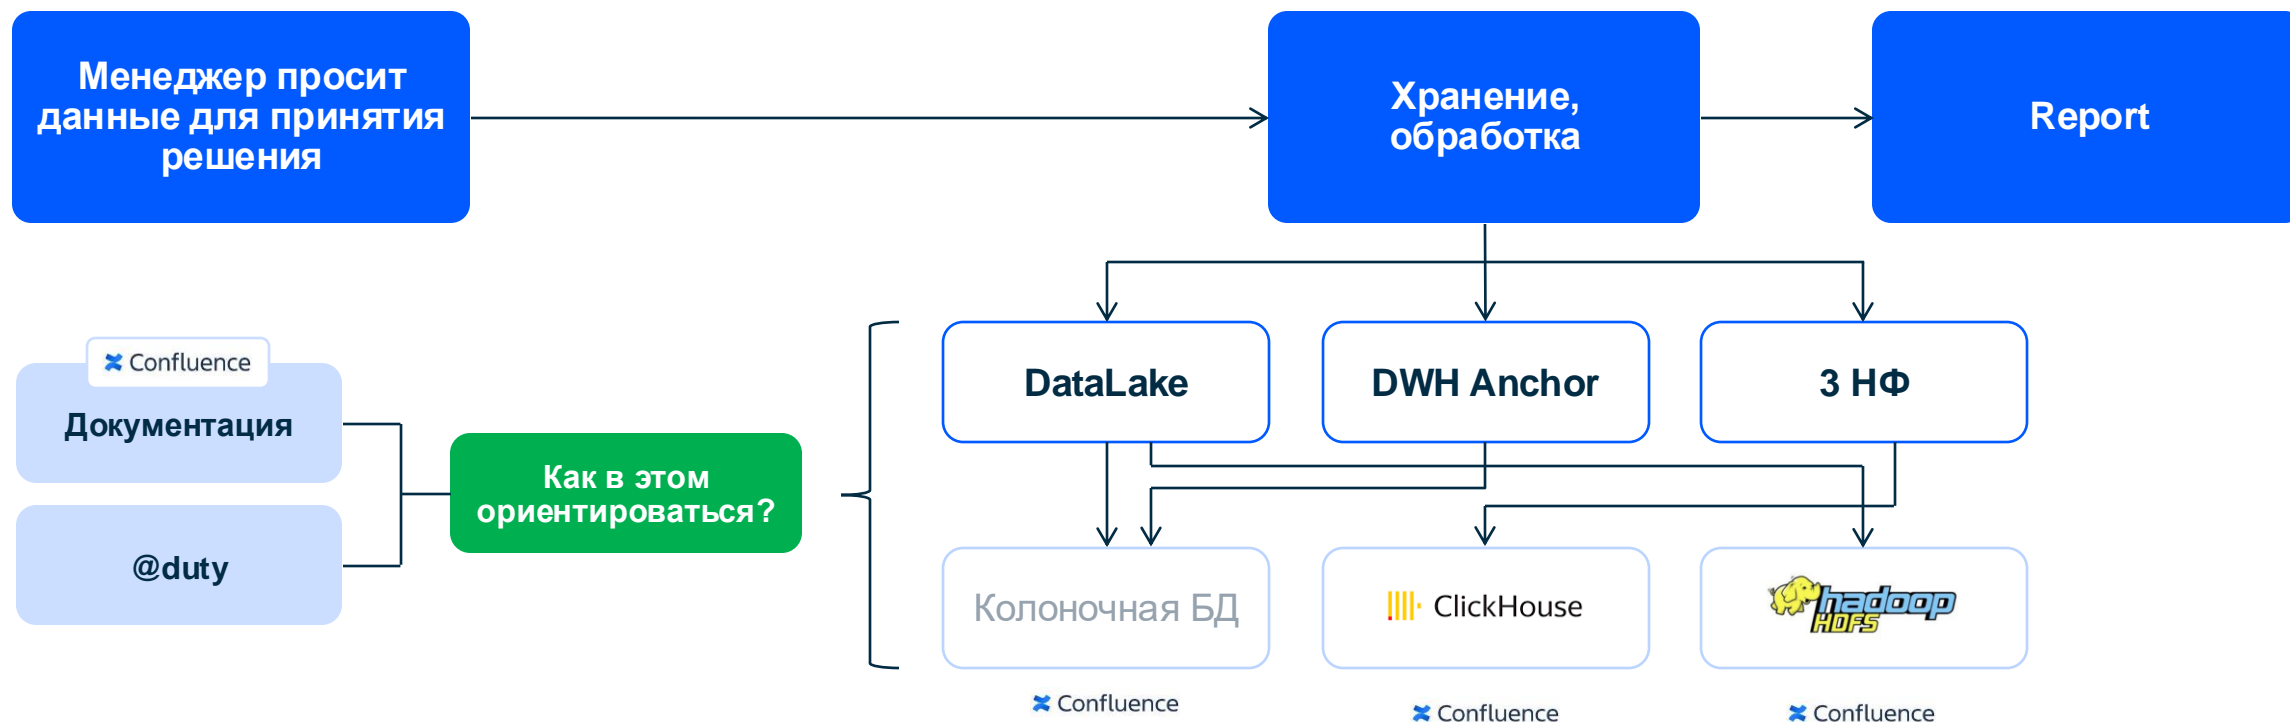 Менеджер просит
данные для принятия
решения
Хранение,
обработка
Report
Confluence
Документация
@duty
Как в этом
ориентироваться?
DataLake
DWH Anchor
3 НФ
Колоночная БД
ClickHouse
hadoop
HDFS
Confluence
Confluence
Confluence